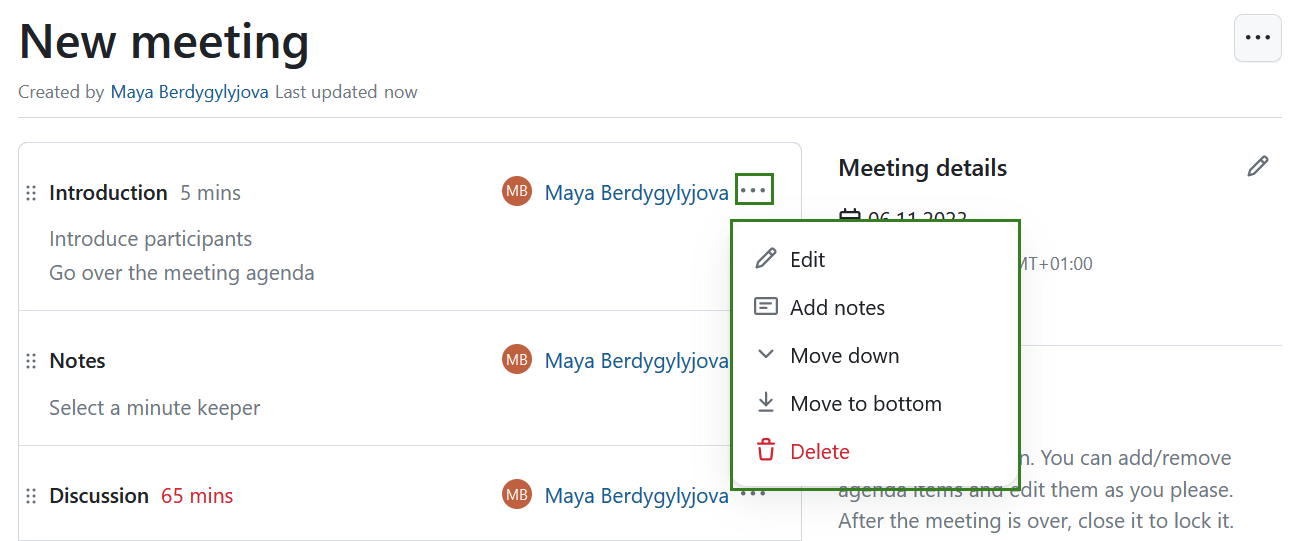 New meeting
Created by Maya Berdygylyjova Last updated now
Introduction 5 mins
MB Maya Berdygylyjova
Introduce participants
Go over the meeting agenda
Notes
MB Maya Berdygylyjova
Select a minute keeper
Discussion 65 mins
MB Maya Berdygylyjova
Edit
Add notes
Move down
Move to bottom
Delete
Meeting details
06.11.2023
MT+01:00
n. You can add/remove
agenda items and edit them as you please.
After the meeting is over, close it to lock it.